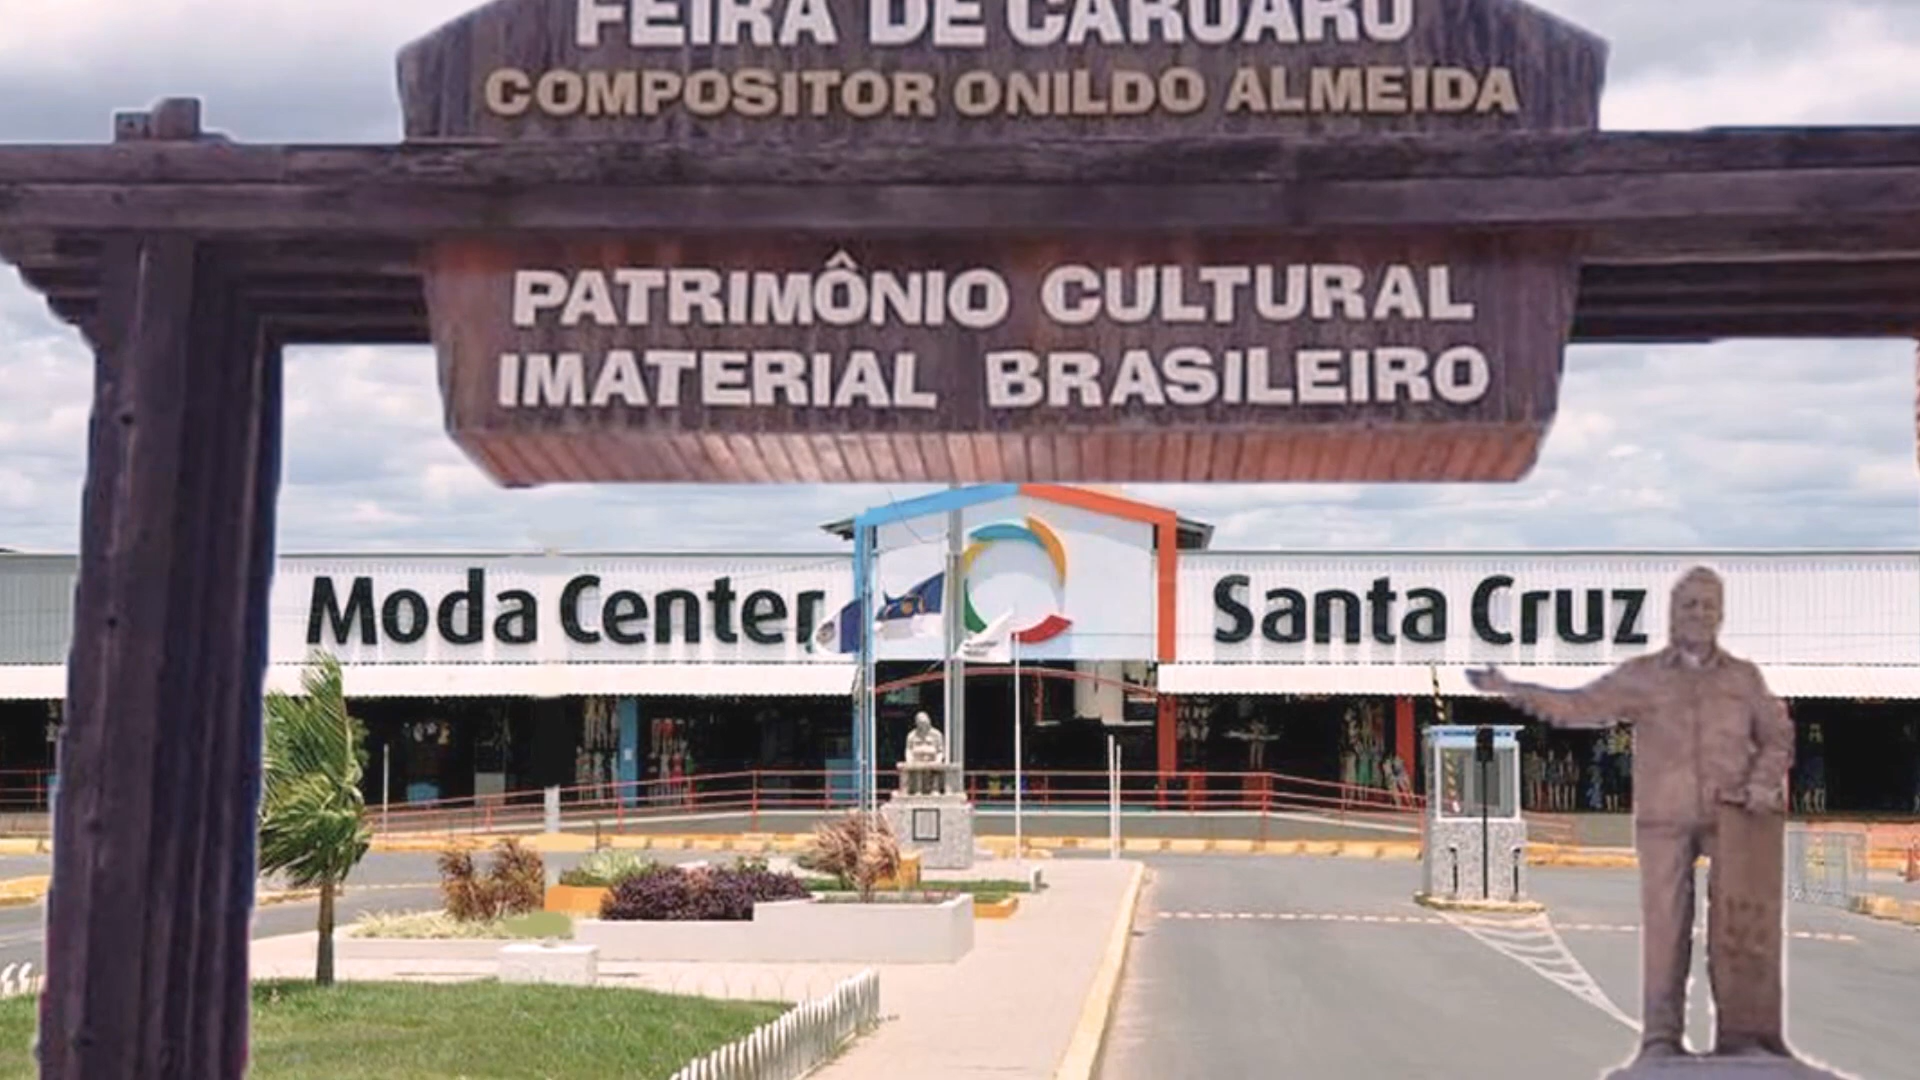 FEIRA DE CARUARU
COMPOSITOR ONILDO ALMEIDA
PATRIMÔNIO CULTURAL
IMATERIAL BRASILEIRO
Moda Center Santa Cruz